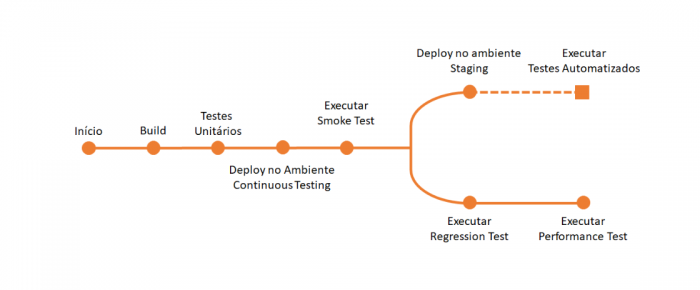 Início
Build
Testes
Unitários
Deploy no Ambiente
Continuous Testing
Executar
Smoke Test
Deploy no ambiente
Staging
Executar
Testes Automatizados
Executar
Regression Test
Executar
Performance Test